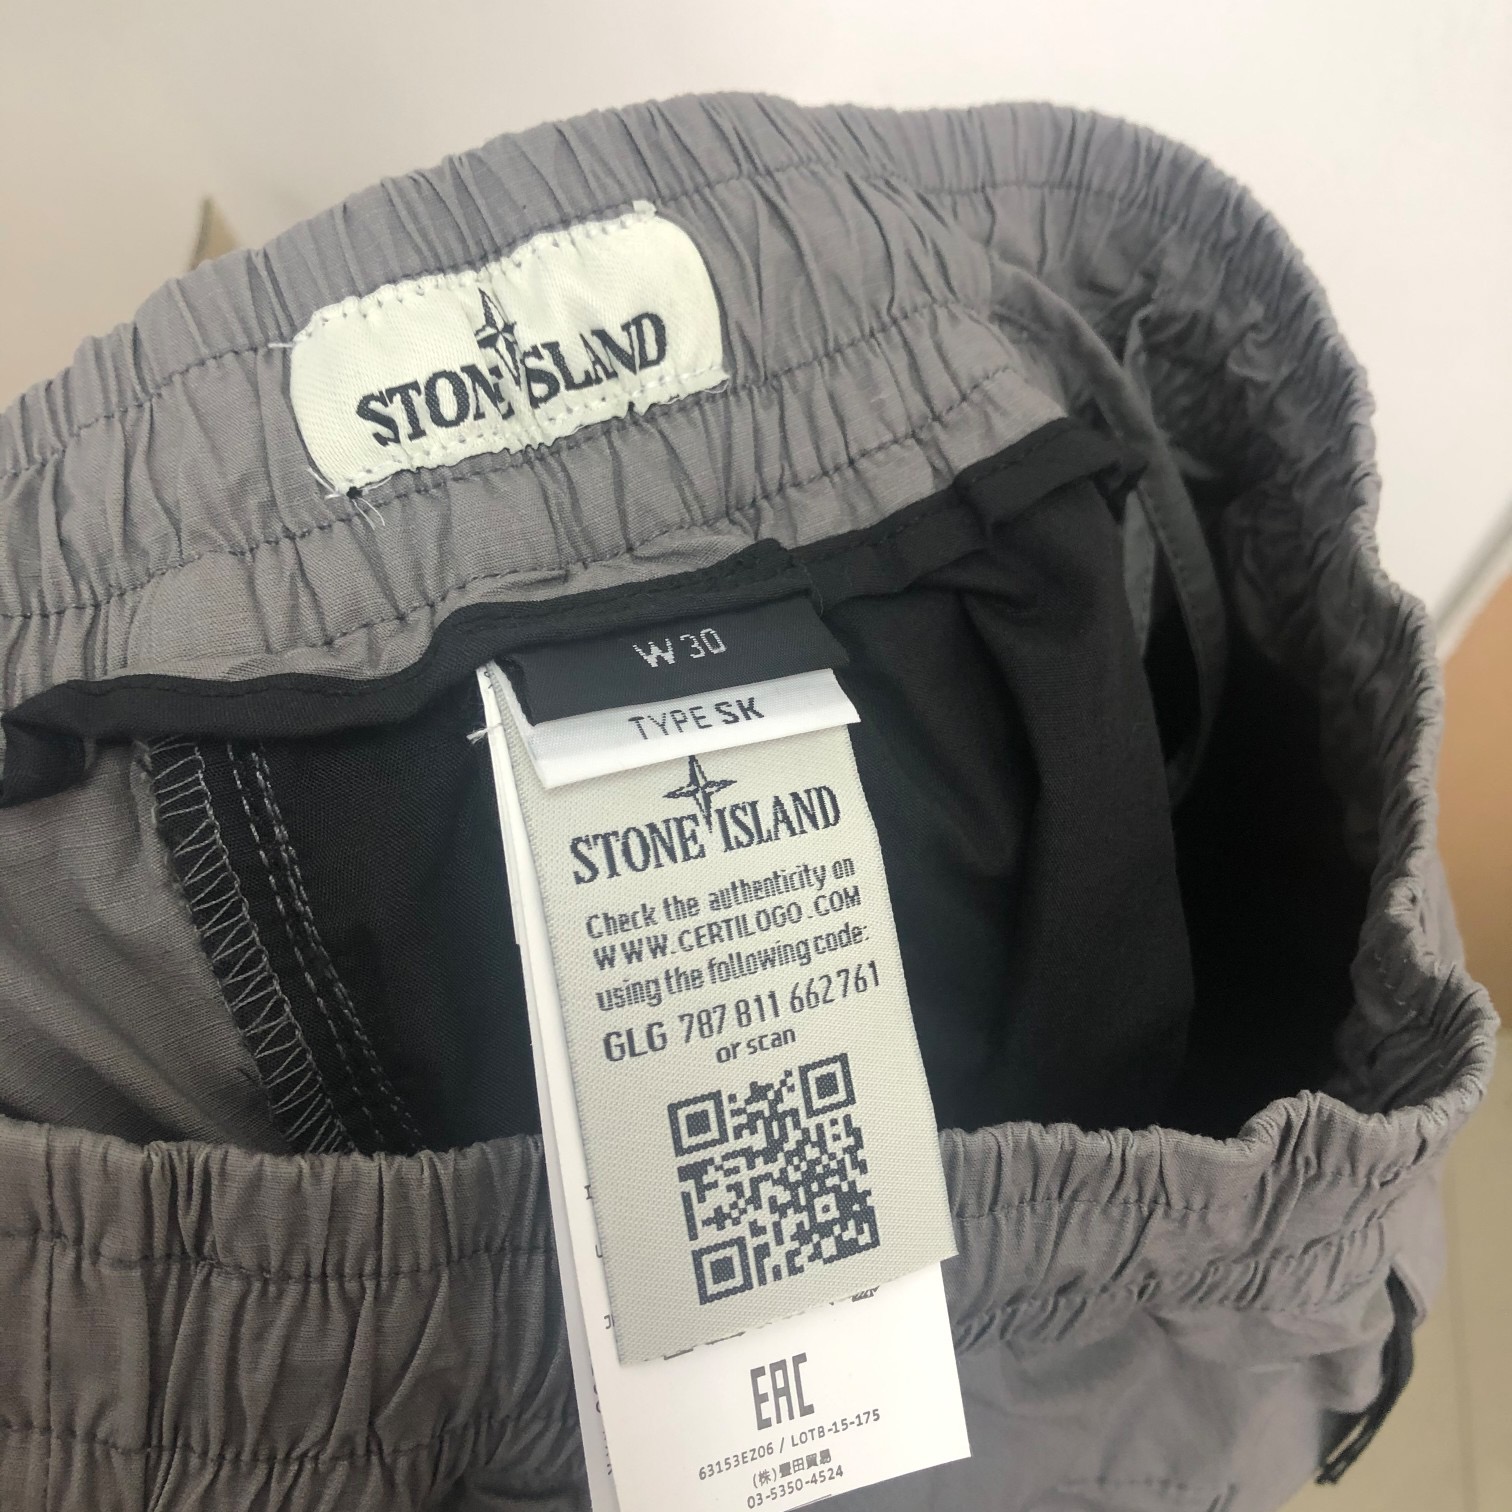 STONE ISLAND
W 30
TYPE SK
STONE ISLAND
Check the authenticity on
WWW.CERTILOGO.COM
using the following code:
GLG 787 811 662761
or scan
EAC
63153EZ06 / LOTB-15-175
(株)豊田貿易
03-5350-4524